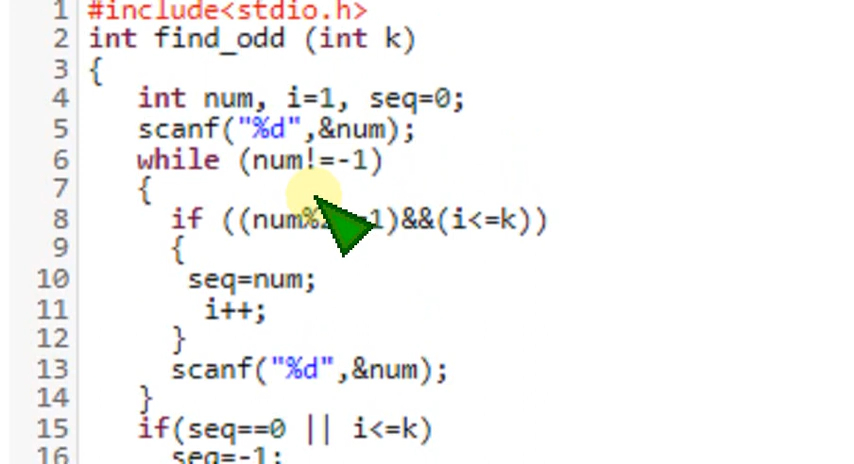 1 #include<stdio.h>
2 int find_odd (int k)
3 {
4 int num, i=1, seq=0;
5 scanf("%d",&num);
6 while (num!=-1)
7 {
8 if ((num% 1)&&(i<=k))
9 {
10 seq=num;
11 i++;
12 }
13 scanf("%d",&num);
14 }
15 if(seq==0 || i<=k)
16 seq=-1;